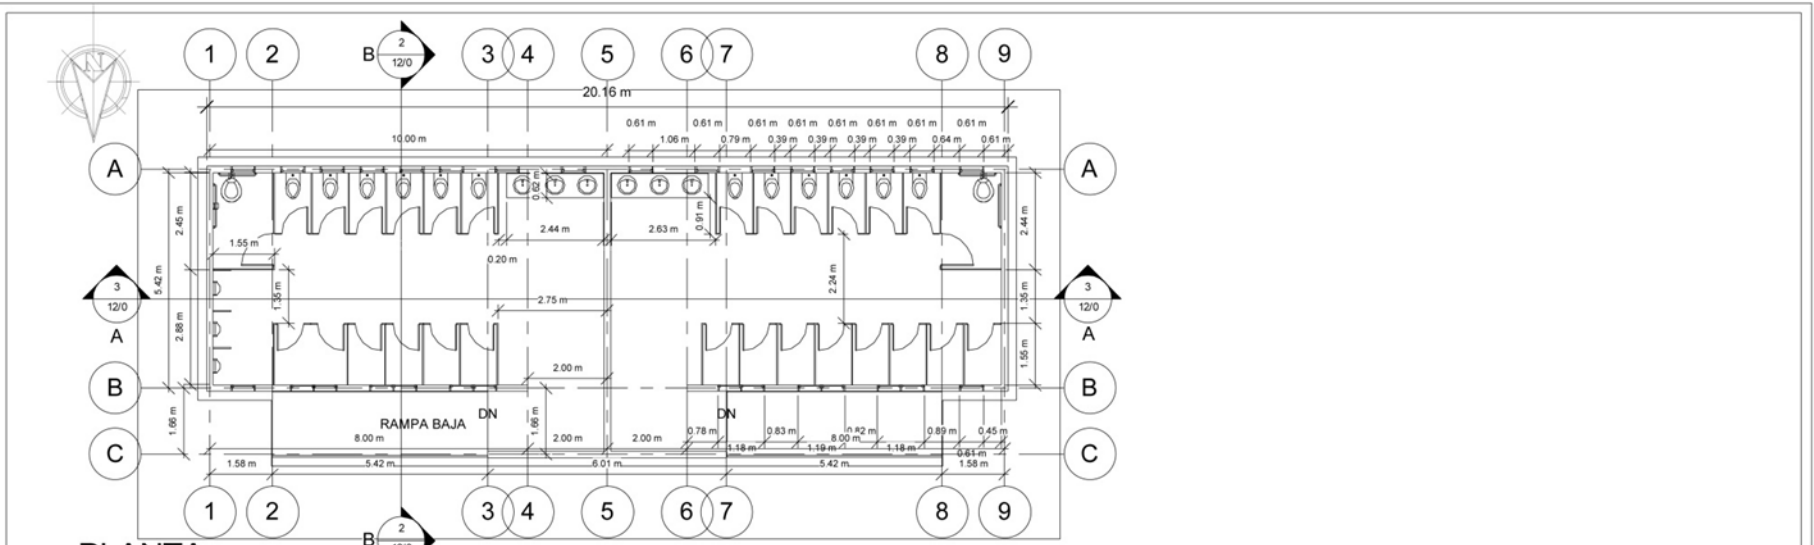 N
1 2 B 2 12/0 3 4 5 6 7 8 9
20.16 m
0.61 m 0.61 m 0.61 m 0.61 m 0.61 m 0.61 m 0.61 m 0.61 m
10.00 m 1.06 m 0.79 m 0.39 m 0.39 m 0.39 m 0.39 m 0.64 m 0.61 m
A A
0.62 m
2.45 m 0.91 m 2.44 m
1.55 m 2.44 m 2.63 m
0.20 m
5.42 m 2.24 m
3 12/0 1.35 m 2.75 m 1.35 m 3 12/0
A A
2.88 m
2.00 m 1.55 m
B B
1.66 m RAMPA BAJA DN 1.66 m DN
8.00 m 2.00 m 2.00 m 0.78 m 0.83 m 8.00 m 0.89 m 0.45 m
1.18 m 1.19 m 1.18 m 0.61 m
C C
1.58 m 5.42 m 6.01 m 5.42 m 1.58 m
1 2 3 4 5 6 7 8 9
B 2
PLANTA